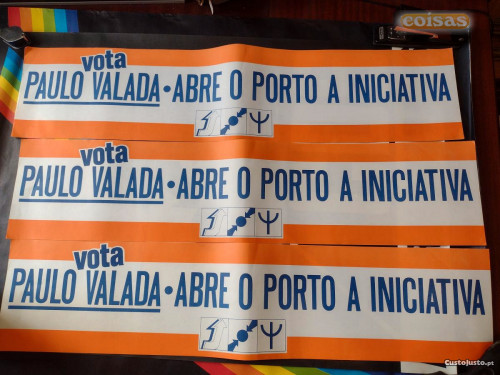 coisas
vota
PAULO VALADA • ABRE O PORTO A INICIATIVA
vota
PAULO VALADA • ABRE O PORTO A INICIATIVA
vota
PAULO VALADA • ABRE O PORTO A INICIATIVA
CustoJusto.pt